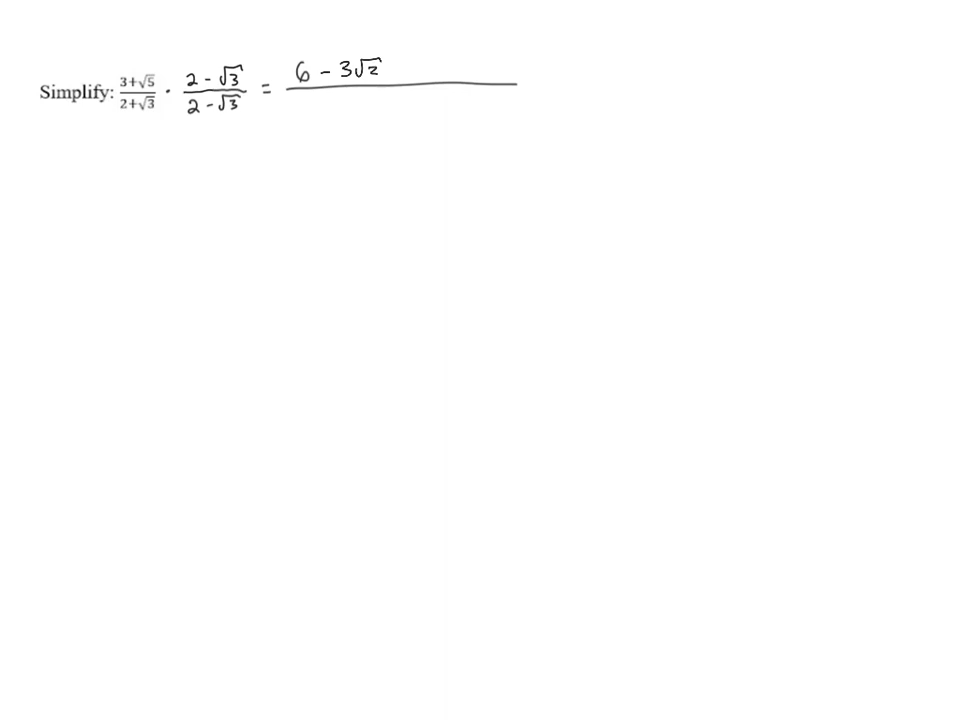 Simplify: (3+√5)/(2+√3) · (2 - √3)/(2 - √3) = 6 - 3√2